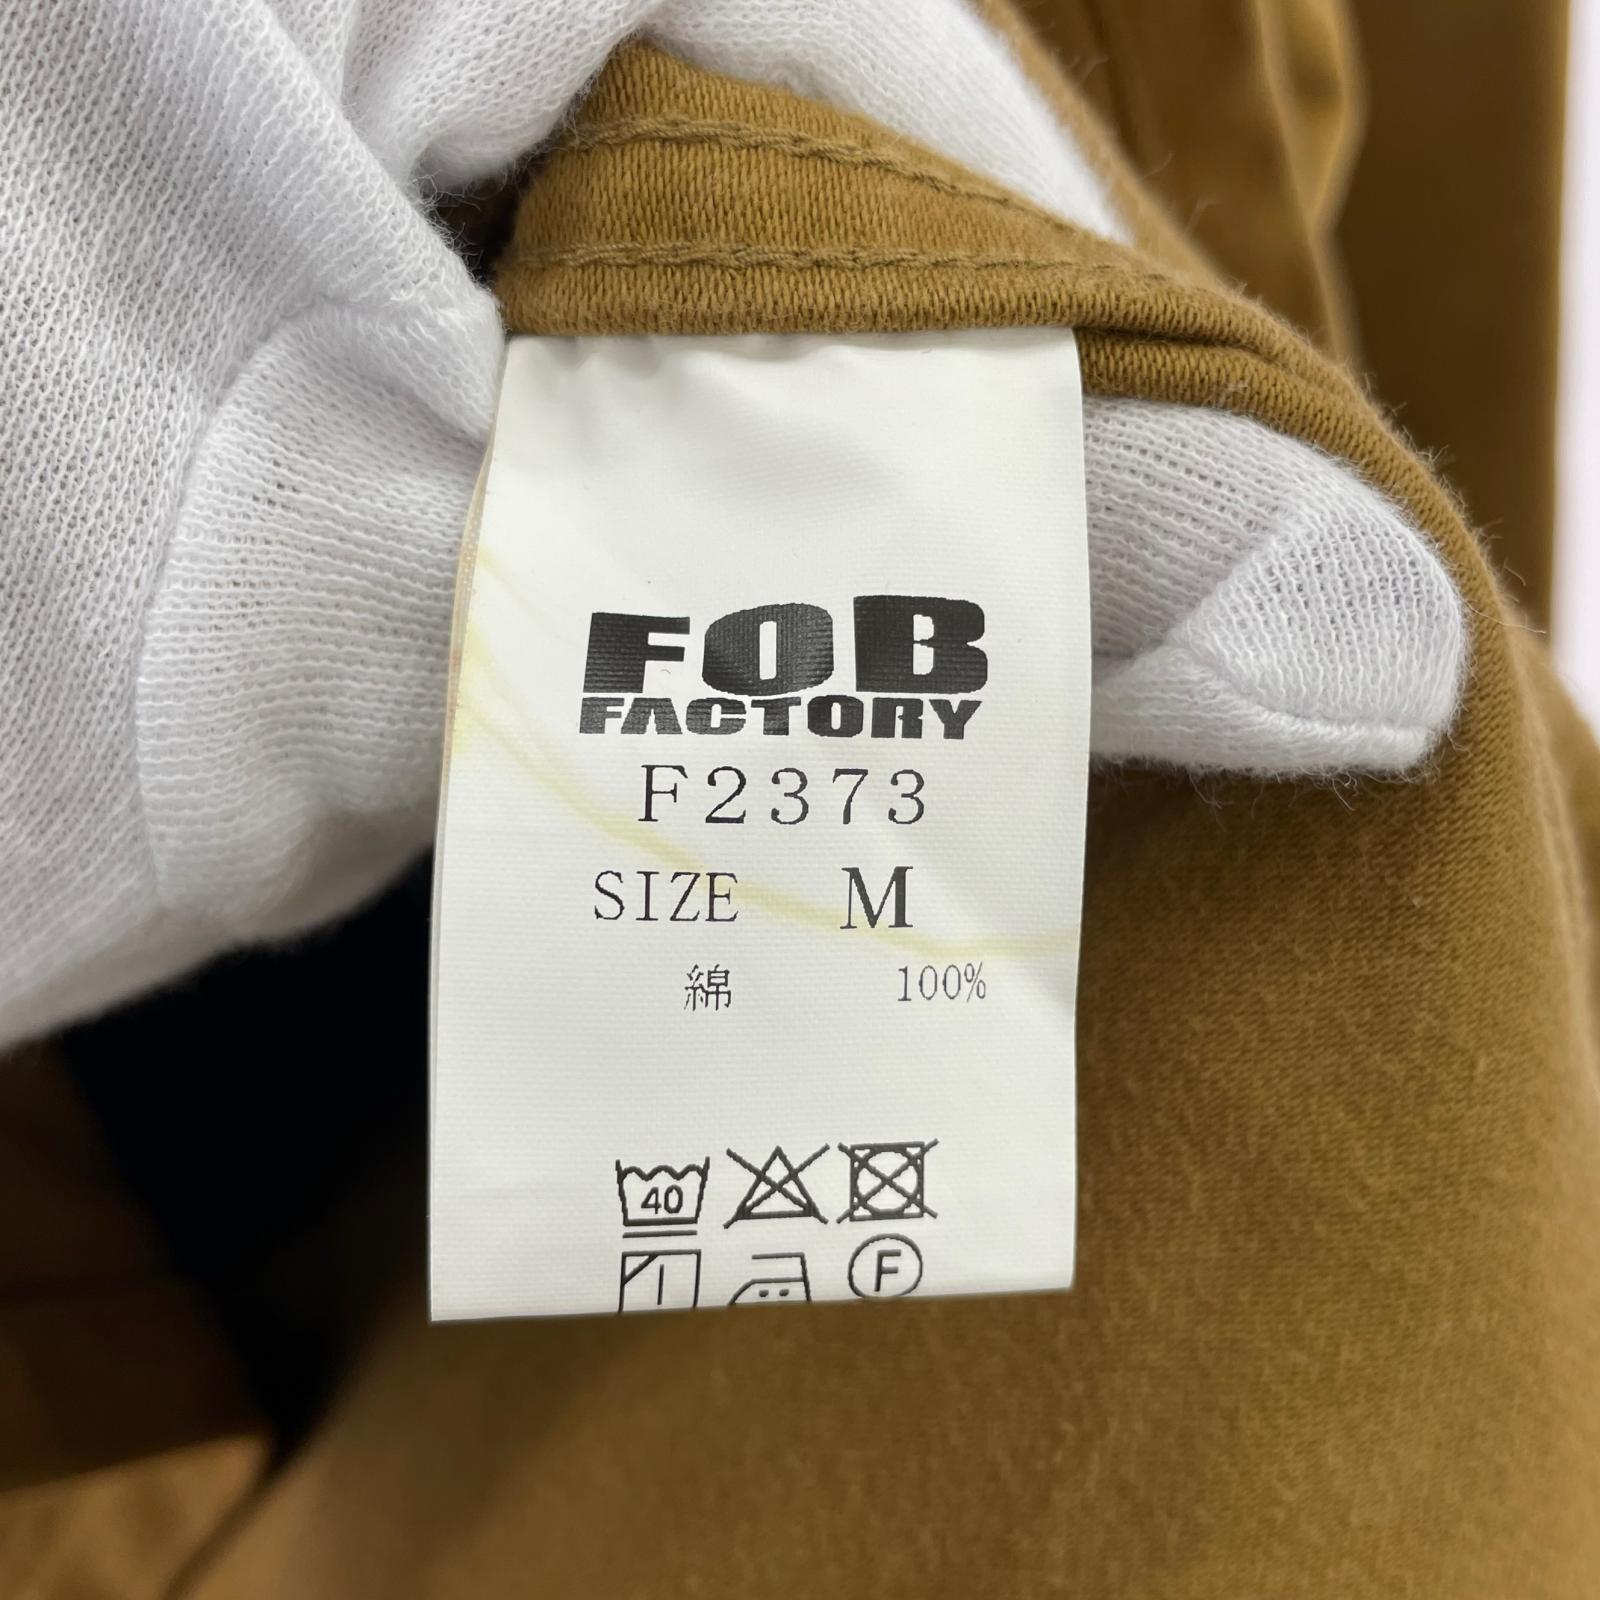 FOB
FACTORY
F2373
SIZE M
綿 100%
40
F